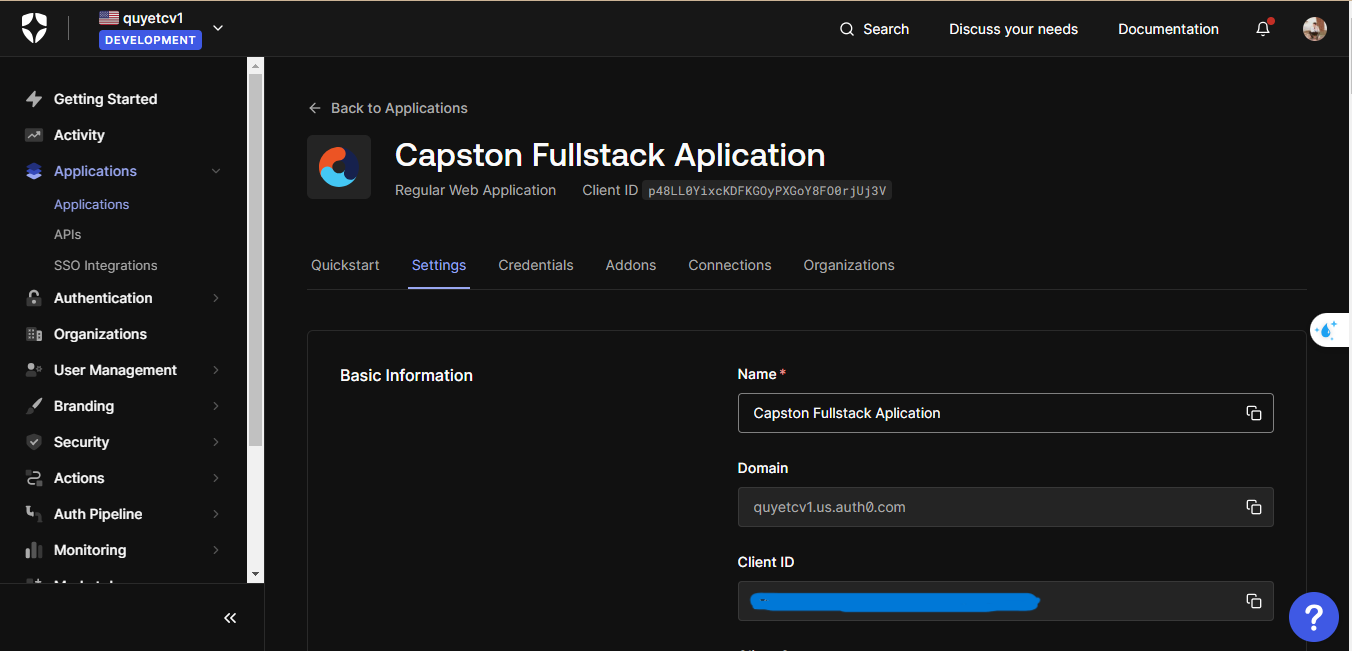 quyetcv1
DEVELOPMENT
Search
Discuss your needs
Documentation
Getting Started
Activity
Applications
Applications
APIs
SSO Integrations
Authentication
Organizations
User Management
Branding
Security
Actions
Auth Pipeline
Monitoring
Back to Applications
Capston Fullstack Aplication
Regular Web Application
Client ID p48LL0YixcKDFKGOyPXGoY8FO0rjUj3V
Quickstart
Settings
Credentials
Addons
Connections
Organizations
Basic Information
Name*
Capston Fullstack Aplication
Domain
quyetcv1.us.auth0.com
Client ID
?